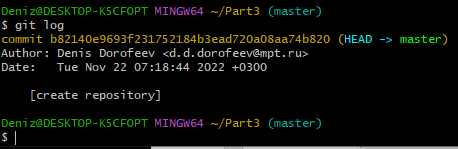 Deniz@DESKTOP-K5CFOPT MINGW64 ~/Part3 (master)
$ git log
commit b82140e9693f231752184b3ead720a08aa74b820 (HEAD -> master)
Author: Denis Dorofeev <d.d.dorofeev@mpt.ru>
Date:   Tue Nov 22 07:18:44 2022 +0300
    [create repository]
Deniz@DESKTOP-K5CFOPT MINGW64 ~/Part3 (master)
$